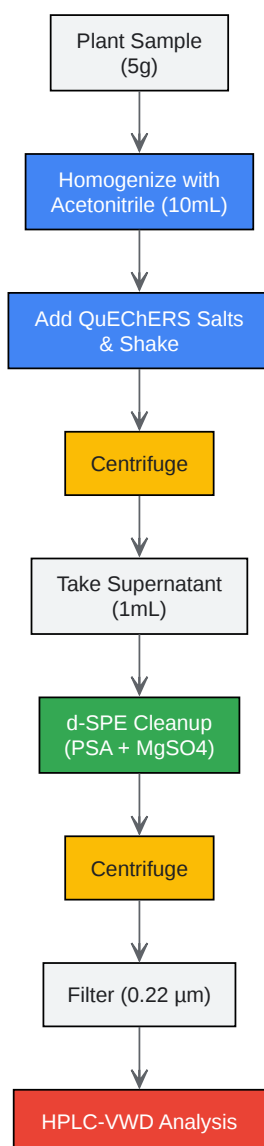 Plant Sample
(5g)
Homogenize with
Acetonitrile (10mL)
Add QuEChERS Salts
& Shake
Centrifuge
Take Supernatant
(1mL)
d-SPE Cleanup
(PSA + MgSO4)
Centrifuge
Filter (0.22 µm)
HPLC-VWD Analysis